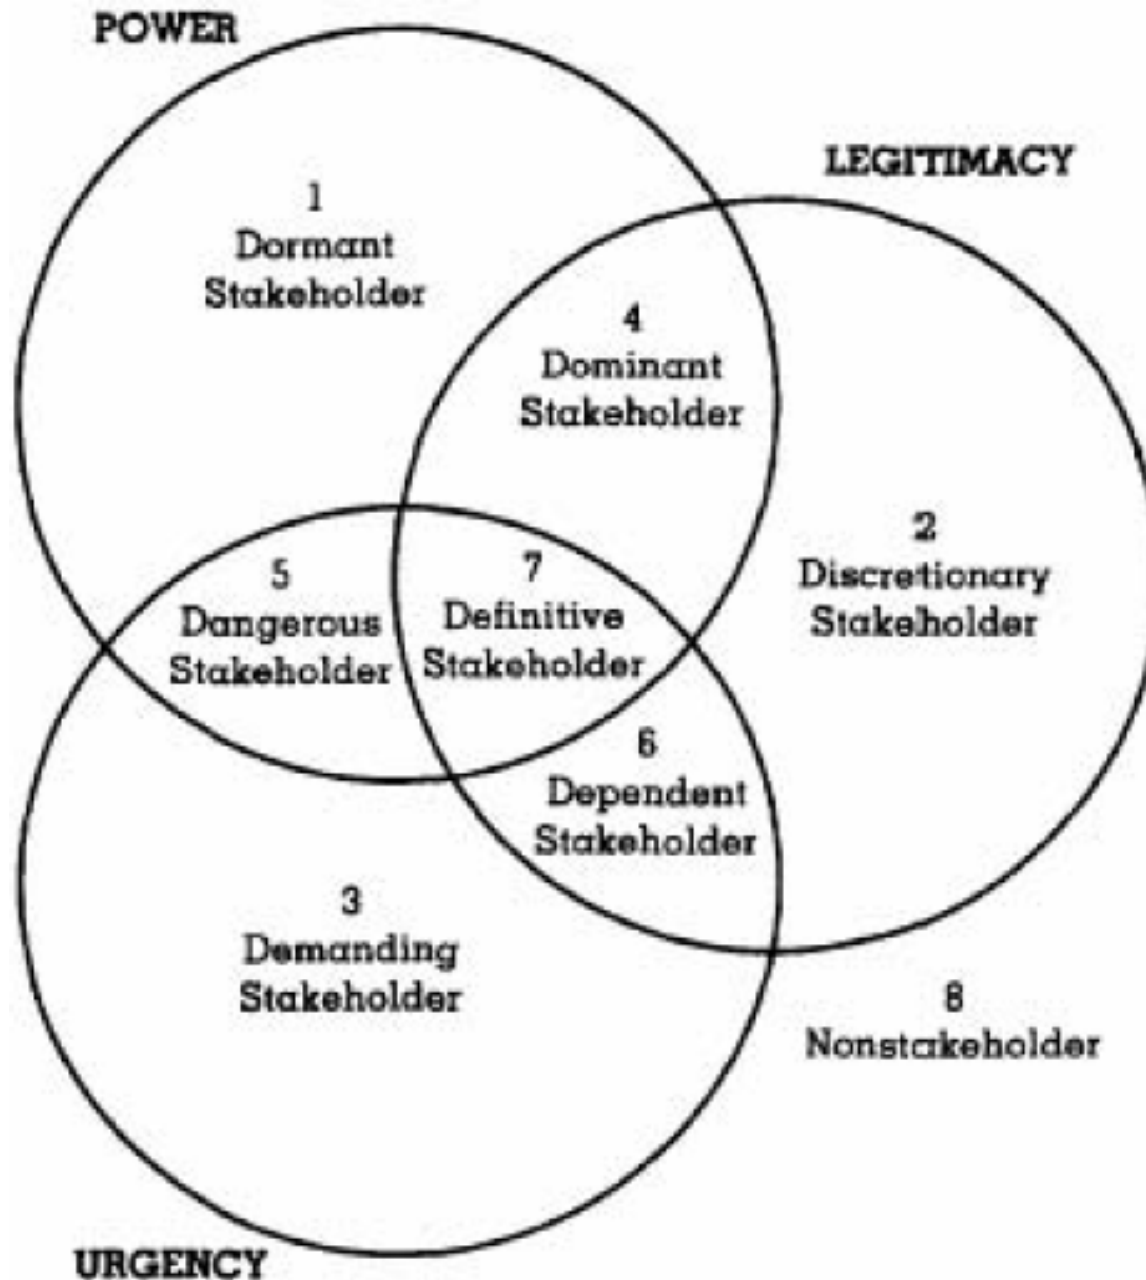 POWER
LEGITIMACY
1
Dormant
Stakeholder
4
Dominant
Stakeholder
2
Discretionary
Stakeholder
5
Dangerous
Stakeholder
7
Definitive
Stakeholder
6
Dependent
Stakeholder
3
Demanding
Stakeholder
8
Nonstakeholder
URGENCY